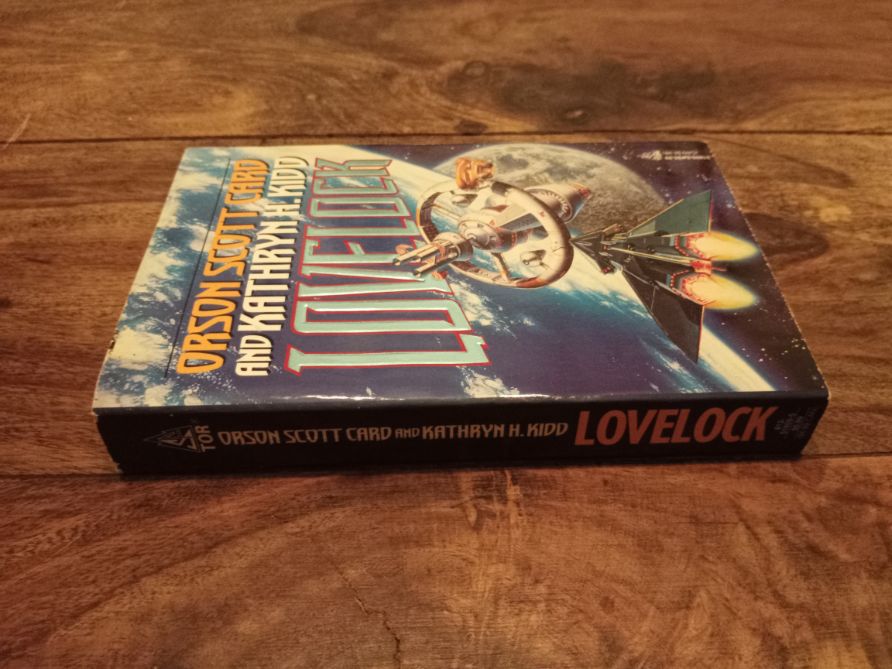 ORSON SCOTT CARD
AND KATHRYN H. KIDD
LOVELOCK
TOR
ORSON SCOTT CARD AND KATHRYN H. KIDD
LOVELOCK